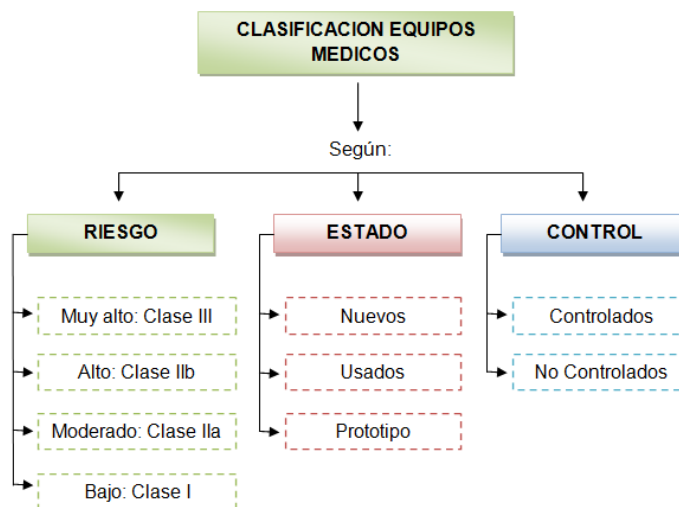 CLASIFICACION EQUIPOS
MEDICOS
Según:
RIESGO
Muy alto: Clase III
Alto: Clase IIb
Moderado: Clase IIa
Bajo: Clase I
ESTADO
Nuevos
Usados
Prototipo
CONTROL
Controlados
No Controlados